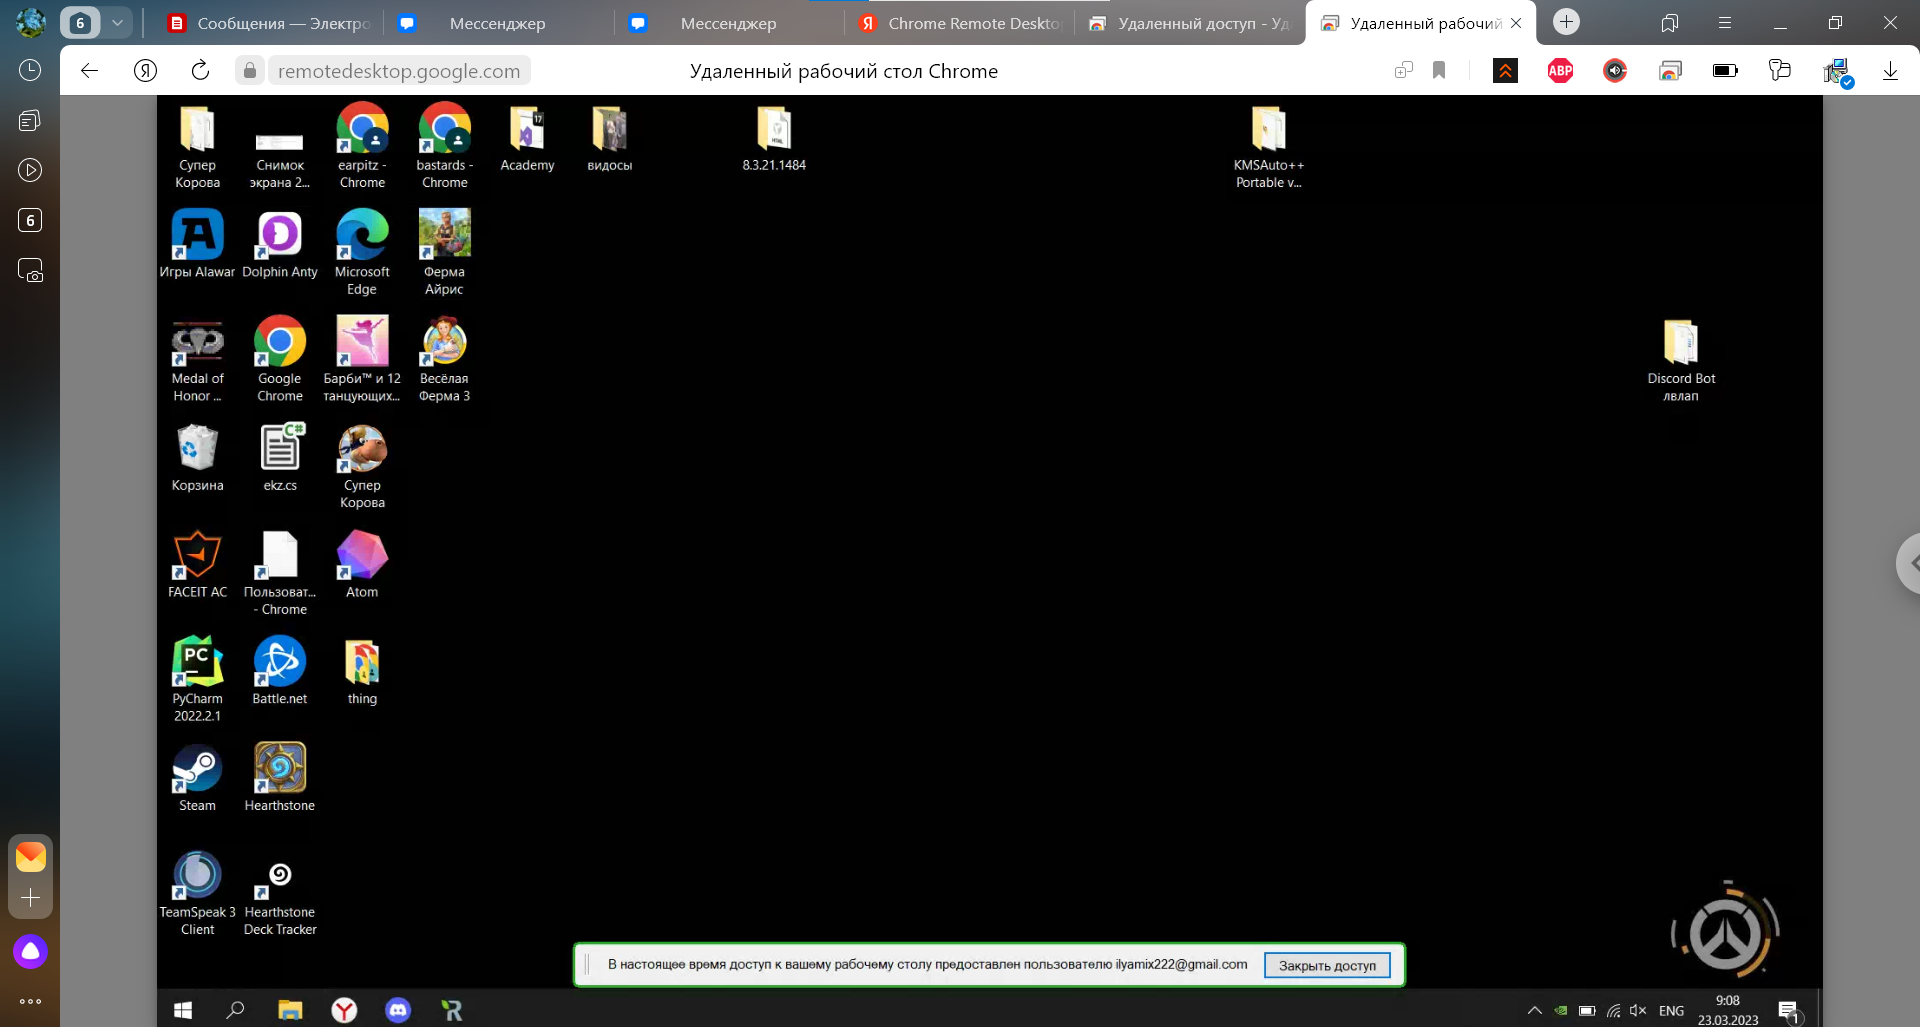 6
Сообщения — Электро
Мессенджер
Мессенджер
Chrome Remote Deskto
Удаленный доступ - Уд
Удаленный рабочий
remotedesktop.google.com
Удаленный рабочий стол Chrome
ABP
6
Супер
Корова
Снимок
экрана 2...
earpitz -
Chrome
bastards -
Chrome
17
Academy
видосы
8.3.21.1484
KMSAuto++
Portable v...
Игры Alawar
Dolphin Anty
Microsoft
Edge
Ферма
Айрис
Medal of
Honor ...
Google
Chrome
Барби™ и 12
танцующих...
Весёлая
Ферма 3
Discord Bot
лвлап
Корзина
C#
ekz.cs
Супер
Корова
FACEIT AC
Пользоват...
- Chrome
Atom
PC
PyCharm
2022.2.1
Battle.net
thing
Steam
Hearthstone
TeamSpeak 3
Client
Hearthstone
Deck Tracker
В настоящее время доступ к вашему рабочему столу предоставлен пользователю ilyamix222@gmail.com
Закрыть доступ
ENG
9:08
23.03.2023
1